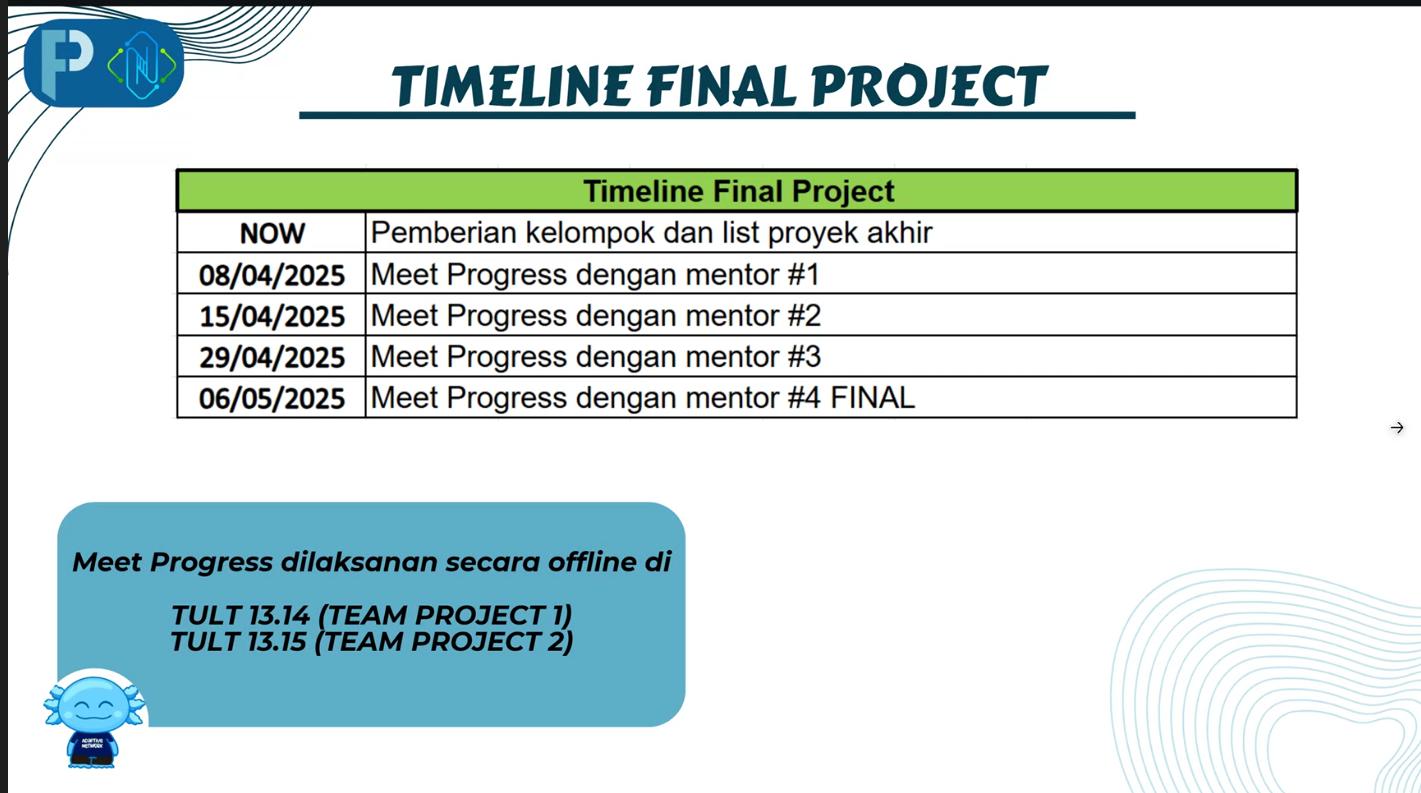 FP N
TIMELINE FINAL PROJECT
Timeline Final Project
NOW Pemberian kelompok dan list proyek akhir
08/04/2025 Meet Progress dengan mentor #1
15/04/2025 Meet Progress dengan mentor #2
29/04/2025 Meet Progress dengan mentor #3
06/05/2025 Meet Progress dengan mentor #4 FINAL
Meet Progress dilaksanan secara offline di
TULT 13.14 (TEAM PROJECT 1)
TULT 13.15 (TEAM PROJECT 2)
ADAPTIVE
NETWORK